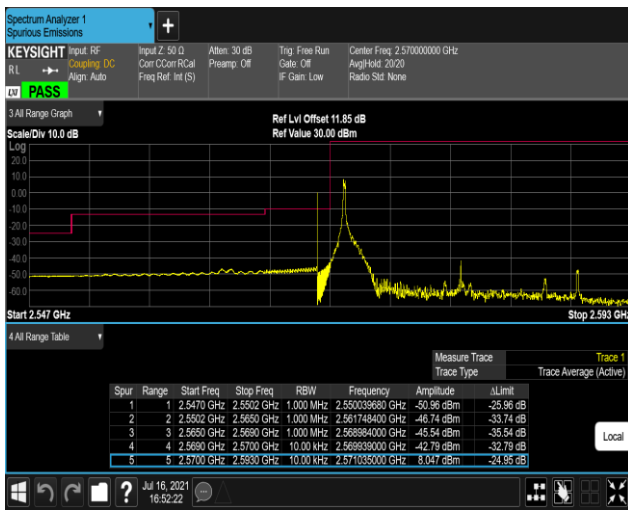 Spectrum Analyzer 1
Spurious Emissions
KEYSIGHT Input: RF Input Z: 50 Ω Atten: 30 dB Trig: Free Run Center Freq: 2.570000000 GHz
RL Coupling: DC Corr CCorr RCal Preamp: Off Gate: Off Avg|Hold: 20/20
Align: Auto Freq Ref: Int (S) IF Gain: Low Radio Std: None
LXI PASS
3 All Range Graph
Ref Lvl Offset 11.85 dB
Scale/Div 10.0 dB Ref Value 30.00 dBm
Log
20.0
10.0
0.00
-10.0
-20.0
-30.0
-40.0
-50.0
-60.0
Start 2.547 GHz Stop 2.593 GHz
4 All Range Table
Measure Trace Trace 1
Trace Type Trace Average (Active)
Spur Range Start Freq Stop Freq RBW Frequency Amplitude ΔLimit
1 1 2.5470 GHz 2.5502 GHz 1.000 MHz 2.550039680 GHz -50.96 dBm -25.96 dB
2 2 2.5502 GHz 2.5650 GHz 1.000 MHz 2.561748400 GHz -46.74 dBm -33.74 dB
3 3 2.5650 GHz 2.5690 GHz 1.000 MHz 2.568984000 GHz -45.54 dBm -35.54 dB
4 4 2.5690 GHz 2.5700 GHz 10.00 kHz 2.569939000 GHz -42.79 dBm -32.79 dB
5 5 2.5700 GHz 2.5930 GHz 10.00 kHz 2.571035000 GHz 8.047 dBm -24.95 dB
Local
? Jul 16, 2021
16:52:22